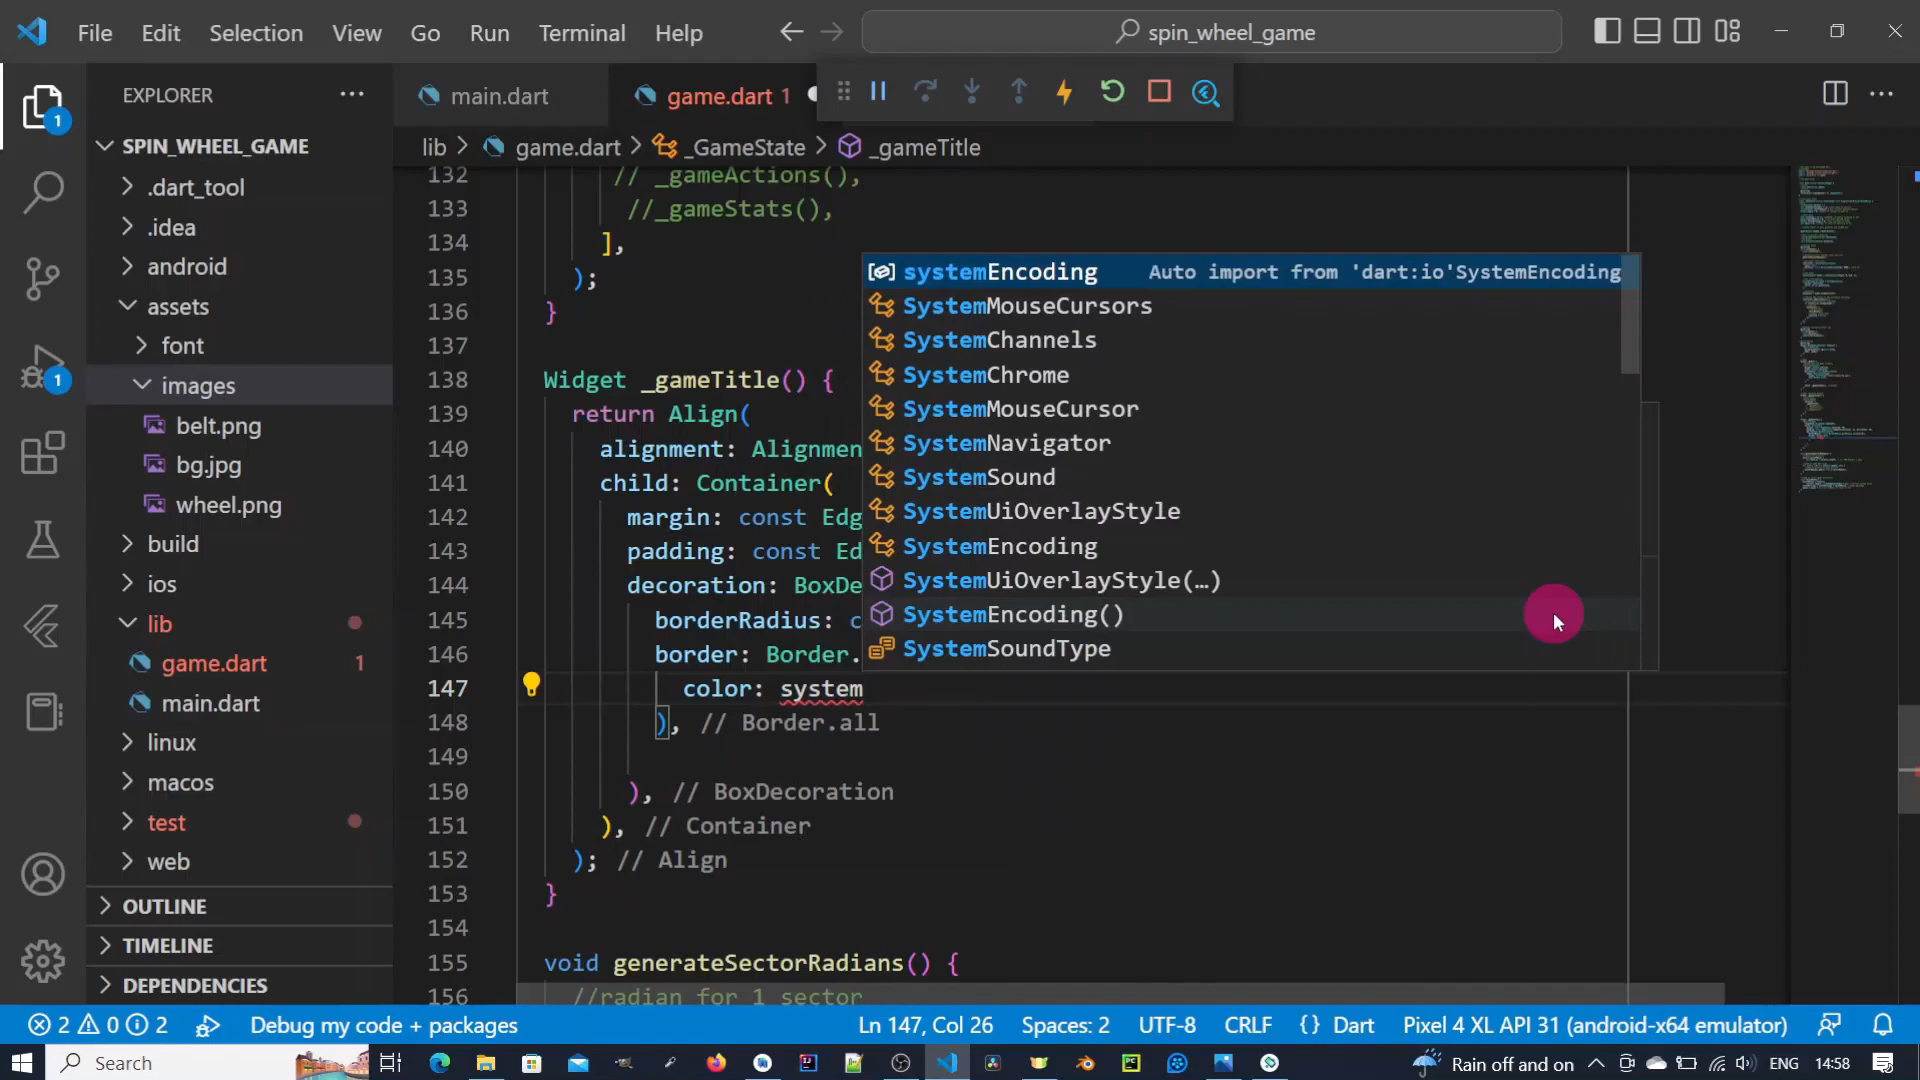 File Edit Selection View Go Run Terminal Help
spin_wheel_game
EXPLORER
main.dart
game.dart 1
lib > game.dart > _GameState > _gameTitle
SPIN_WHEEL_GAME
.dart_tool
.idea
android
assets
font
images
belt.png
bg.jpg
wheel.png
build
ios
lib
game.dart 1
main.dart
linux
macos
test
web
OUTLINE
TIMELINE
DEPENDENCIES
1
1
132 // _gameActions(),
133 //_gameStats(),
134 ],
135 );
136 }
137
138 Widget _gameTitle() {
139 return Align(
140 alignment: Alignmen
141 child: Container(
142 margin: const Edg
143 padding: const Ed
144 decoration: BoxDe
145 borderRadius: c
146 border: Border.
147 color: system
148 ), // Border.all
149
150 ), // BoxDecoration
151 ), // Container
152 ); // Align
153 }
154
155 void generateSectorRadians() {
156 //radian for 1 sector
systemEncoding Auto import from 'dart:io'SystemEncoding
SystemMouseCursors
SystemChannels
SystemChrome
SystemMouseCursor
SystemNavigator
SystemSound
SystemUiOverlayStyle
SystemEncoding
SystemUiOverlayStyle(…)
SystemEncoding()
SystemSoundType
2 0 2 Debug my code + packages Ln 147, Col 26 Spaces: 2 UTF-8 CRLF {} Dart Pixel 4 XL API 31 (android-x64 emulator)
Search Rain off and on ENG 14:58